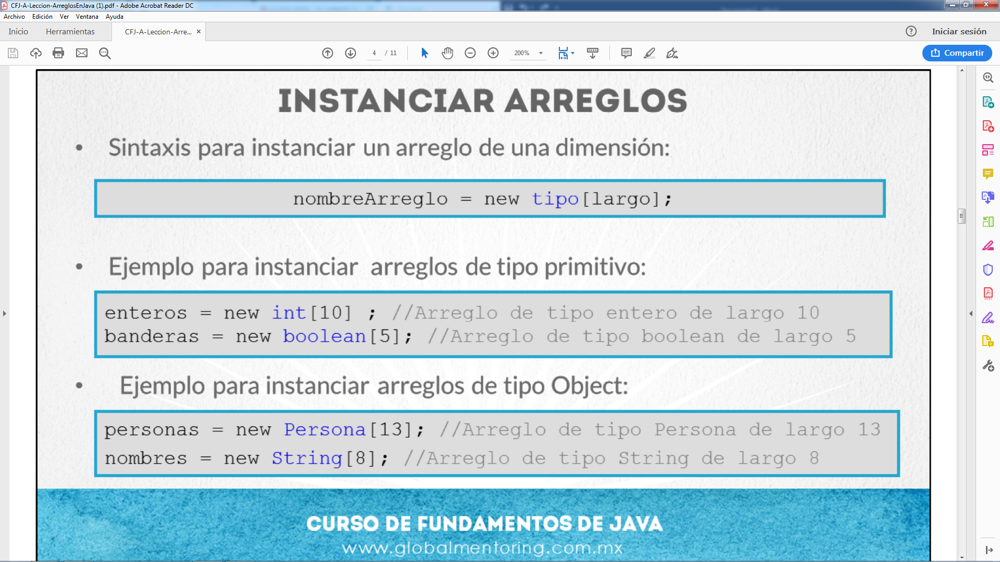 CFJ-A-Leccion-ArreglosEnJava (1).pdf - Adobe Acrobat Reader DC
Archivo Edición Ver Ventana Ayuda
Inicio Herramientas CFJ-A-Leccion-Arre... × ? Iniciar sesión
4 / 11 200% Compartir
INSTANCIAR ARREGLOS
• Sintaxis para instanciar un arreglo de una dimensión:
nombreArreglo = new tipo[largo];
• Ejemplo para instanciar arreglos de tipo primitivo:
enteros = new int[10] ; //Arreglo de tipo entero de largo 10
banderas = new boolean[5]; //Arreglo de tipo boolean de largo 5
• Ejemplo para instanciar arreglos de tipo Object:
personas = new Persona[13]; //Arreglo de tipo Persona de largo 13
nombres = new String[8]; //Arreglo de tipo String de largo 8
CURSO DE FUNDAMENTOS DE JAVA
www.globalmentoring.com.mx